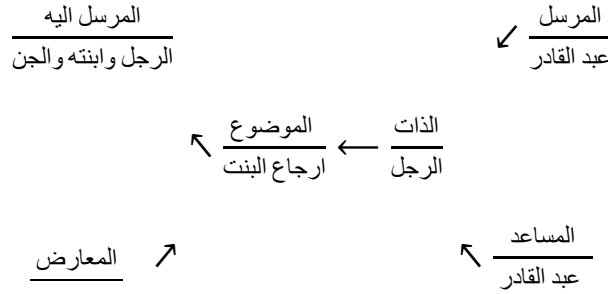 المرسل
عبد القادر
المرسل اليه
الرجل وابنته والجن
الذات
الرجل
الموضوع
ارجاع البنت
المساعد
عبد القادر
المعارض